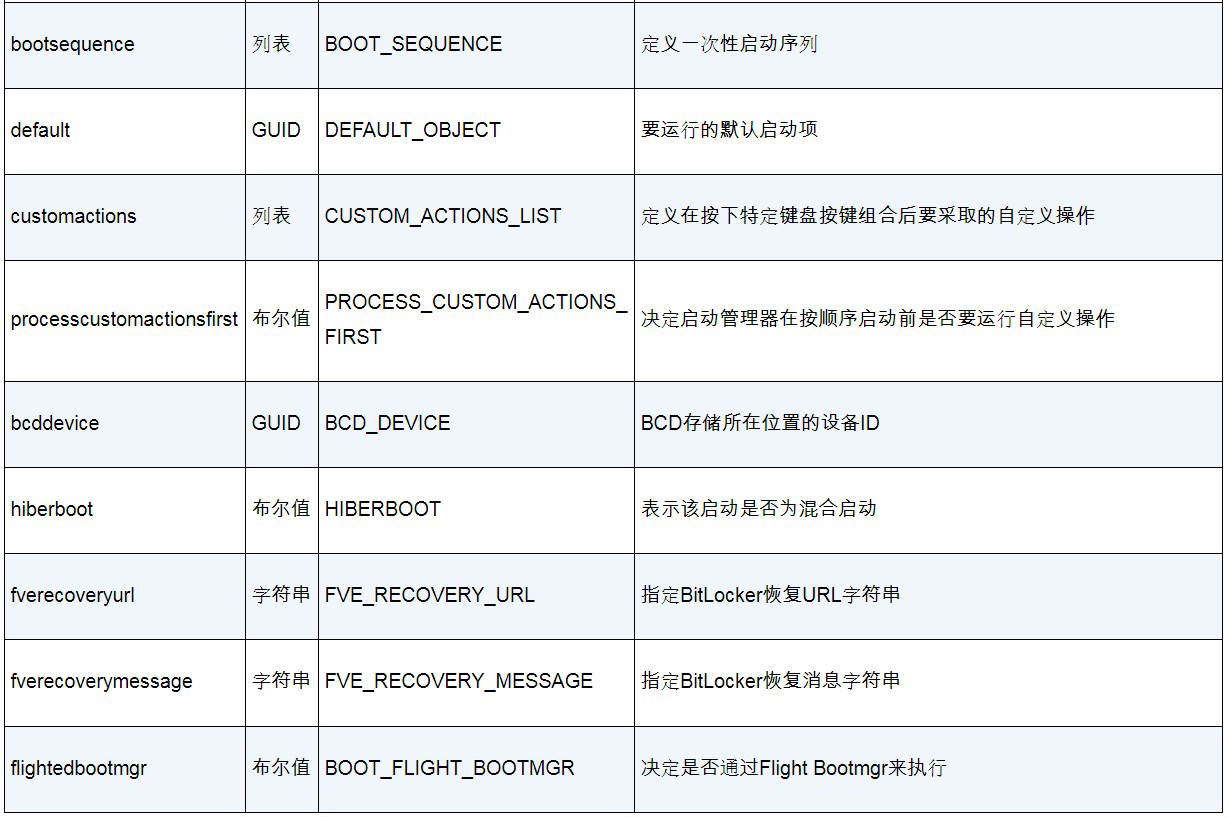 bootsequence 列表 BOOT_SEQUENCE 定义一次性启动序列
default GUID DEFAULT_OBJECT 要运行的默认启动项
customactions 列表 CUSTOM_ACTIONS_LIST 定义在按下特定键盘按键组合后要采取的自定义操作
processcustomactionsfirst 布尔值 PROCESS_CUSTOM_ACTIONS_
FIRST 决定启动管理器在按顺序启动前是否要运行自定义操作
bcddevice GUID BCD_DEVICE BCD存储所在位置的设备ID
hiberboot 布尔值 HIBERBOOT 表示该启动是否为混合启动
fverecoveryurl 字符串 FVE_RECOVERY_URL 指定BitLocker恢复URL字符串
fverecoverymessage 字符串 FVE_RECOVERY_MESSAGE 指定BitLocker恢复消息字符串
flightedbootmgr 布尔值 BOOT_FLIGHT_BOOTMGR 决定是否通过Flight Bootmgr来执行